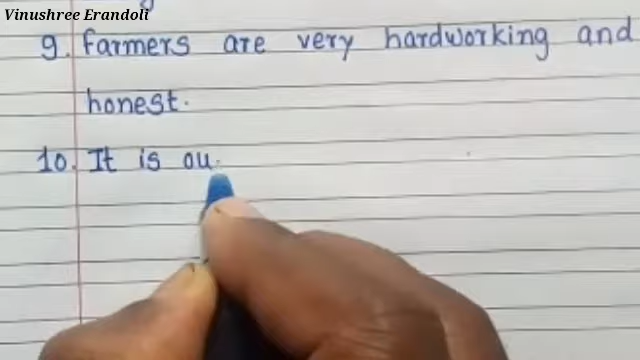 Vinushree Erandoli
9. Farmers are very hardworking and
honest.
10. It is ou